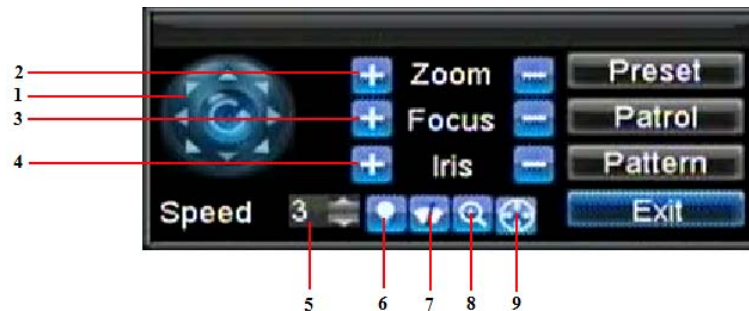 2 + Zoom - Preset
1
3 + Focus - Patrol
4 + Iris - Pattern
Speed 3 Exit
5 6 7 8 9